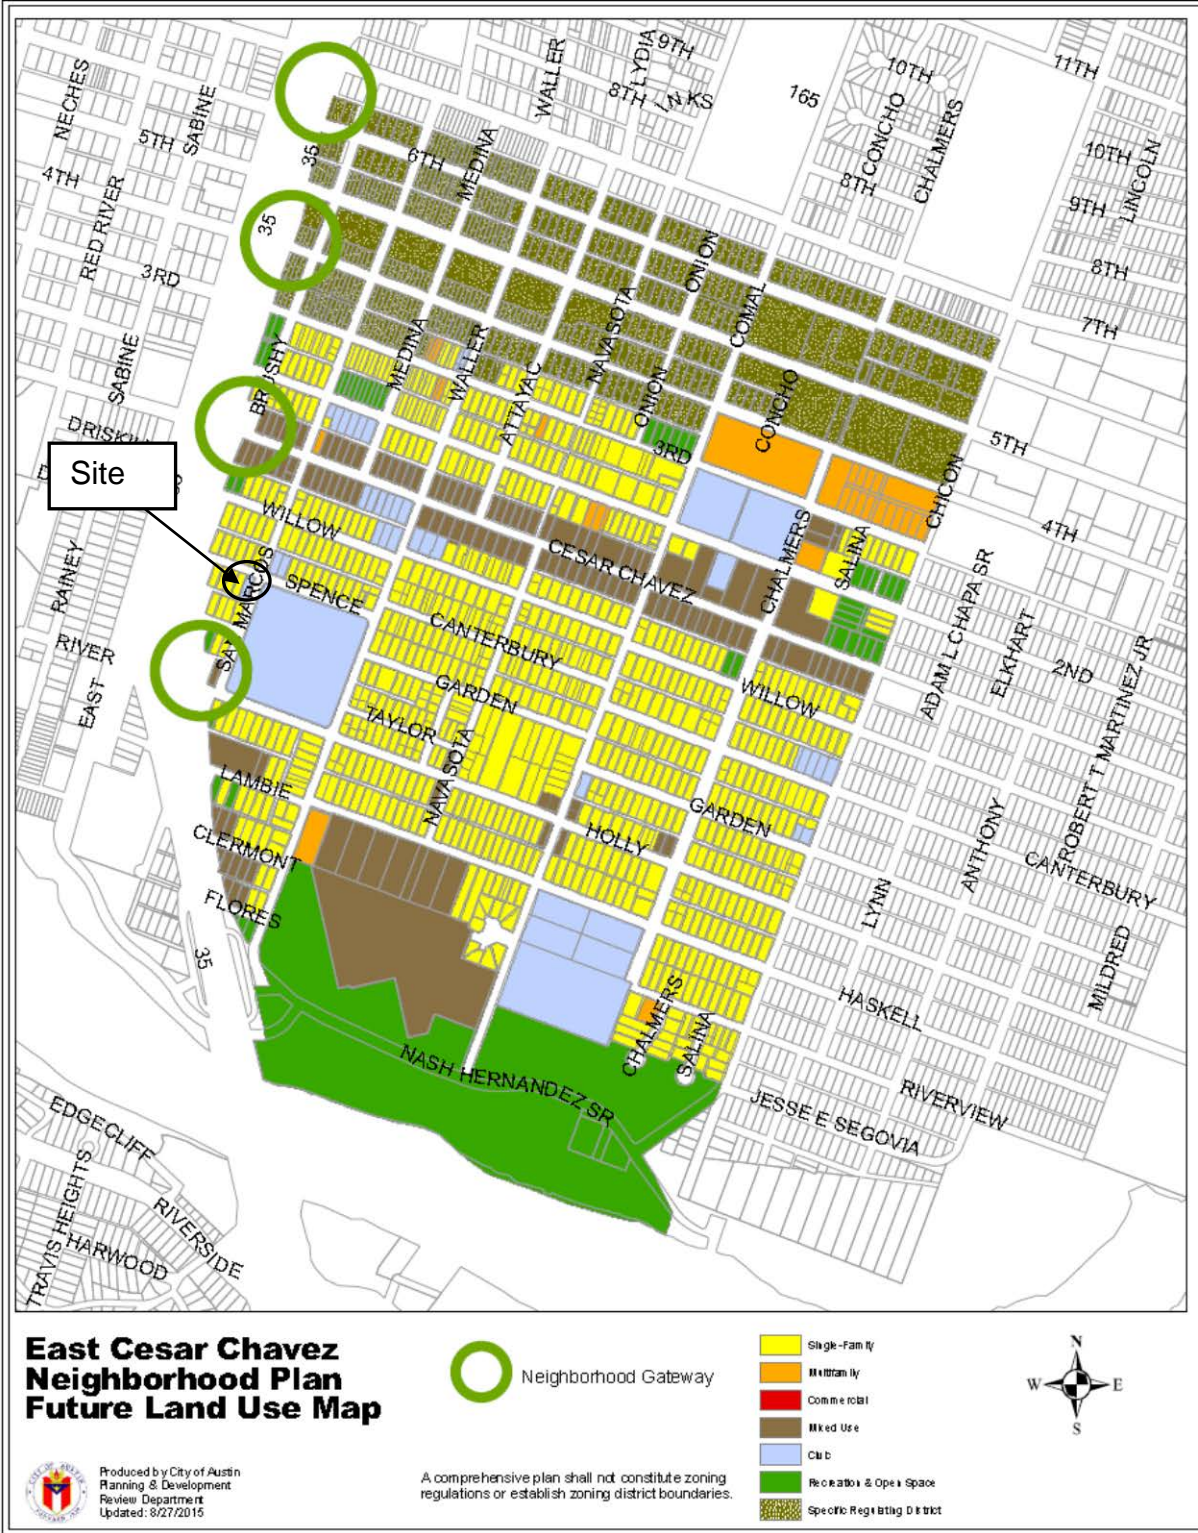 NECHES
SABINE
5TH
4TH
RED RIVER
3RD
SABINE
35
35
6TH
MEDINA
WALLER
LYDIA
9TH
8TH
LN KS
165
10TH
11TH
CONCHO
CHALMERS
8TH
10TH
9TH
LINCOLN
8TH
7TH
ONION
COMAL
NAVASOTA
BRUSHY
MEDINA
WALLER
ATTAYAC
ONION
3RD
CONCHO
5TH
CHICON
4TH
Site
WILLOW
CESAR CHAVEZ
CHALMERS
SALINA
SAN MARCOS
SPENCE
CANTERBURY
RAINEY
RIVER
EAST
GARDEN
TAYLOR
NAVASOTA
WILLOW
ADAM L CHAPA SR
ELKHART
2ND
ROBERT T MARTINEZ JR
LAMBIE
CLERMONT
HOLLY
GARDEN
ANTHONY
CANTERBURY
FLORES
35
LYNN
MILDRED
HASKELL
CHALMERS
SALINA
NASH HERNANDEZ SR
RIVERVIEW
JESSE E SEGOVIA
EDGECLIFF
TRAVIS HEIGHTS
RIVERSIDE
HARWOOD
East Cesar Chavez
Neighborhood Plan
Future Land Use Map
Neighborhood Gateway
Single-Family
Multifamily
Commercial
Mixed Use
Civic
Recreation & Open Space
Specific Regulating District
N
W
E
S
Produced by City of Austin
Planning & Development
Review Department
Updated: 8/27/2015
A comprehensive plan shall not constitute zoning
regulations or establish zoning district boundaries.